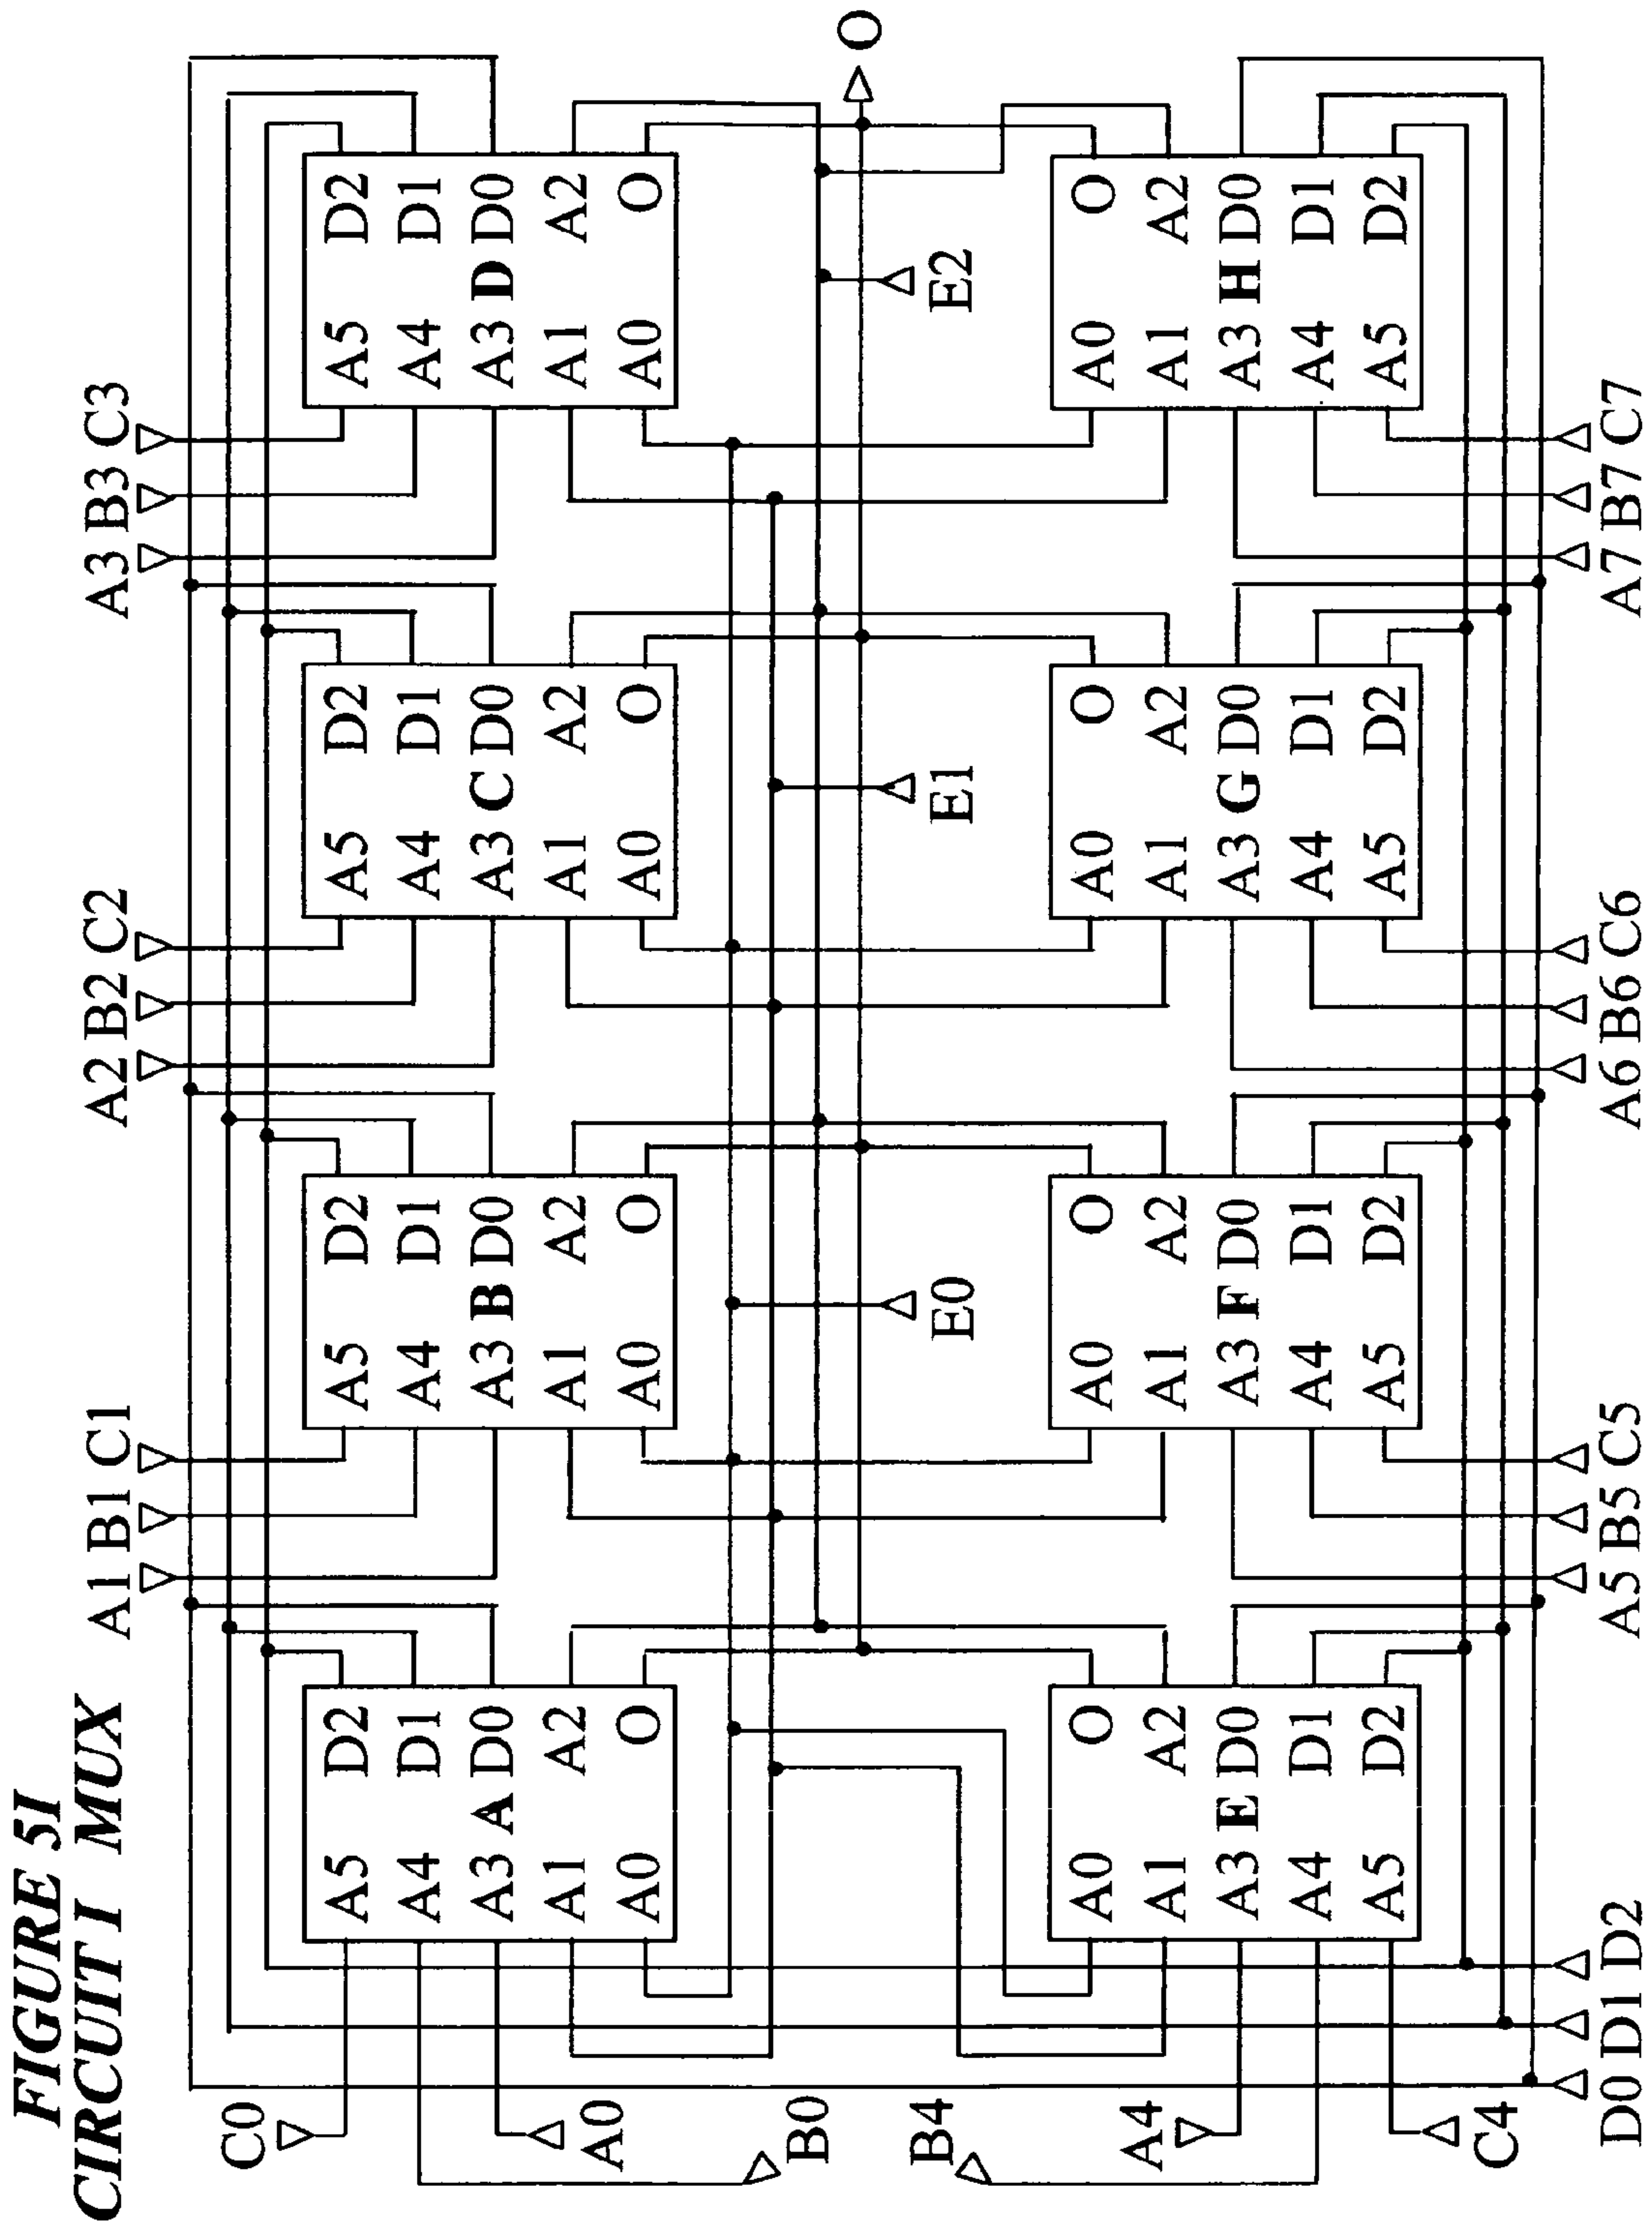 FIGURE 5I
CIRCUIT I MUX
A1 B1 C1 A2 B2 C2 A3 B3 C3
C0
A5 D2 A5 D2 A5 D2 A5 D2
A4 D1 A4 D1 A4 D1 A4 D1
A3 A D0 A3 B D0 A3 C D0 A3 D D0
A1 A2 A1 A2 A1 A2 A1 A2
A0
A0 O A0 O A0 O A0 O
B0
O
B4
E0 E1 E2
A0 O A0 O A0 O A0 O
A4
A1 A2 A1 A2 A1 A2 A1 A2
A3 E D0 A3 F D0 A3 G D0 A3 H D0
A4 D1 A4 D1 A4 D1 A4 D1
A5 D2 A5 D2 A5 D2 A5 D2
C4
D0 D1 D2 A5 B5 C5 A6 B6 C6 A7 B7 C7